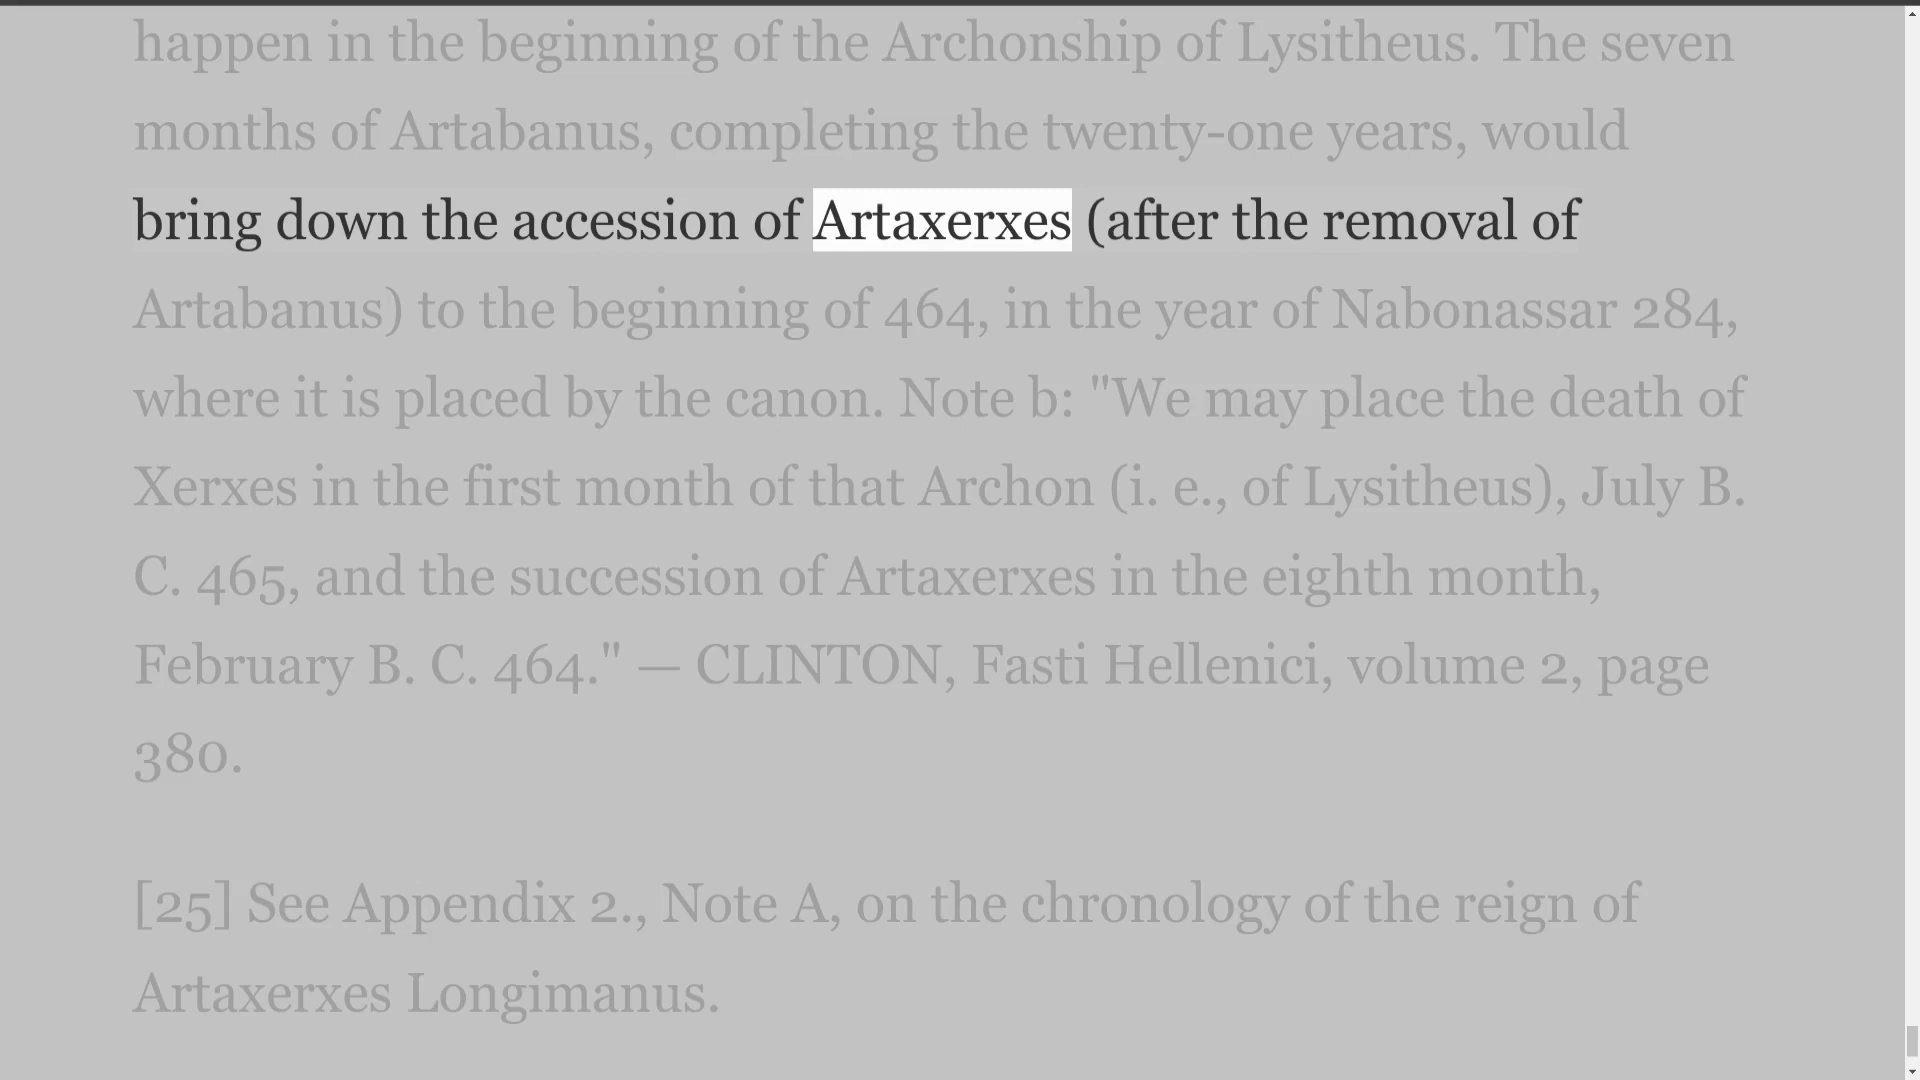 happen in the beginning of the Archonship of Lysitheus. The seven
months of Artabanus, completing the twenty-one years, would
bring down the accession of Artaxerxes (after the removal of
Artabanus) to the beginning of 464, in the year of Nabonassar 284,
where it is placed by the canon. Note b: "We may place the death of
Xerxes in the first month of that Archon (i. e., of Lysitheus), July B.
C. 465, and the succession of Artaxerxes in the eighth month,
February B. C. 464." — CLINTON, Fasti Hellenici, volume 2, page
380.
[25] See Appendix 2., Note A, on the chronology of the reign of
Artaxerxes Longimanus.